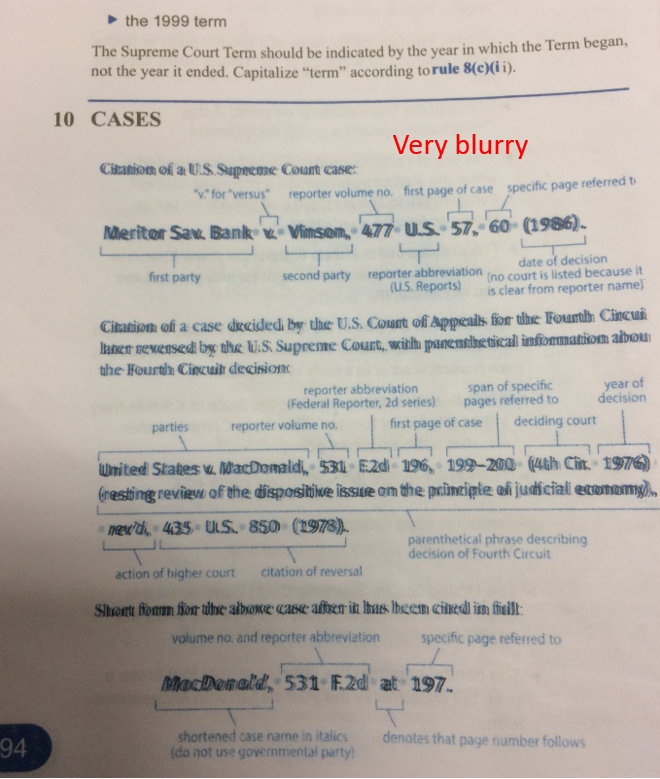 ▶ the 1999 term
The Supreme Court Term should be indicated by the year in which the Term began,
not the year it ended. Capitalize “term” according to rule 8(c)(ii).
10 CASES
Very blurry
Citation of a U.S. Supreme Court case:
"v." for "versus" reporter volume no. first page of case specific page referred t
Meritor Sav. Bank v. Vinson, 477 U.S. 57, 60 (1986).
first party second party reporter abbreviation (U.S. Reports) date of decision
(no court is listed because it
is clear from reporter name)
Citation of a case decided by the U.S. Court of Appeals for the Fourth Circui
later reversed by the U.S. Supreme Court, with parenthetical information abou
the Fourth Circuit decision:
reporter abbreviation span of specific year of
(Federal Reporter, 2d series) pages referred to decision
parties reporter volume no. first page of case deciding court
United States v. MacDonald, 531 F.2d 196, 199–200 (4th Cir. 1976)
(resting review of the dispositive issue on the principle of judicial economy),
rev'd, 435 U.S. 850 (1978).
parenthetical phrase describing
decision of Fourth Circuit
action of higher court citation of reversal
Short form for the above case after it has been cited in full:
volume no. and reporter abbreviation specific page referred to
MacDonald, 531 F.2d at 197.
shortened case name in italics denotes that page number follows
(do not use governmental party)
94